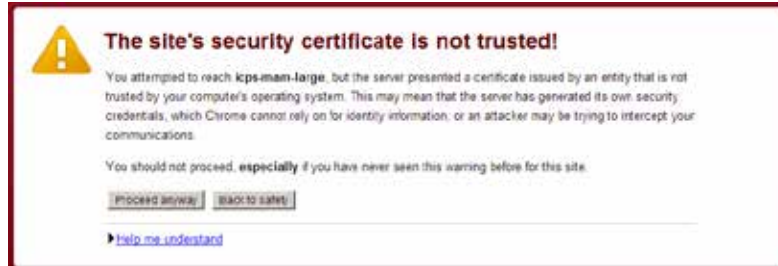 The site's security certificate is not trusted!
You attempted to reach icps-mam-large, but the server presented a certificate issued by an entity that is not
trusted by your computer's operating system. This may mean that the server has generated its own security
credentials, which Chrome cannot rely on for identity information, or an attacker may be trying to intercept your
communications.
You should not proceed, especially if you have never seen this warning before for this site.
Proceed anyway
Back to safety
Help me understand